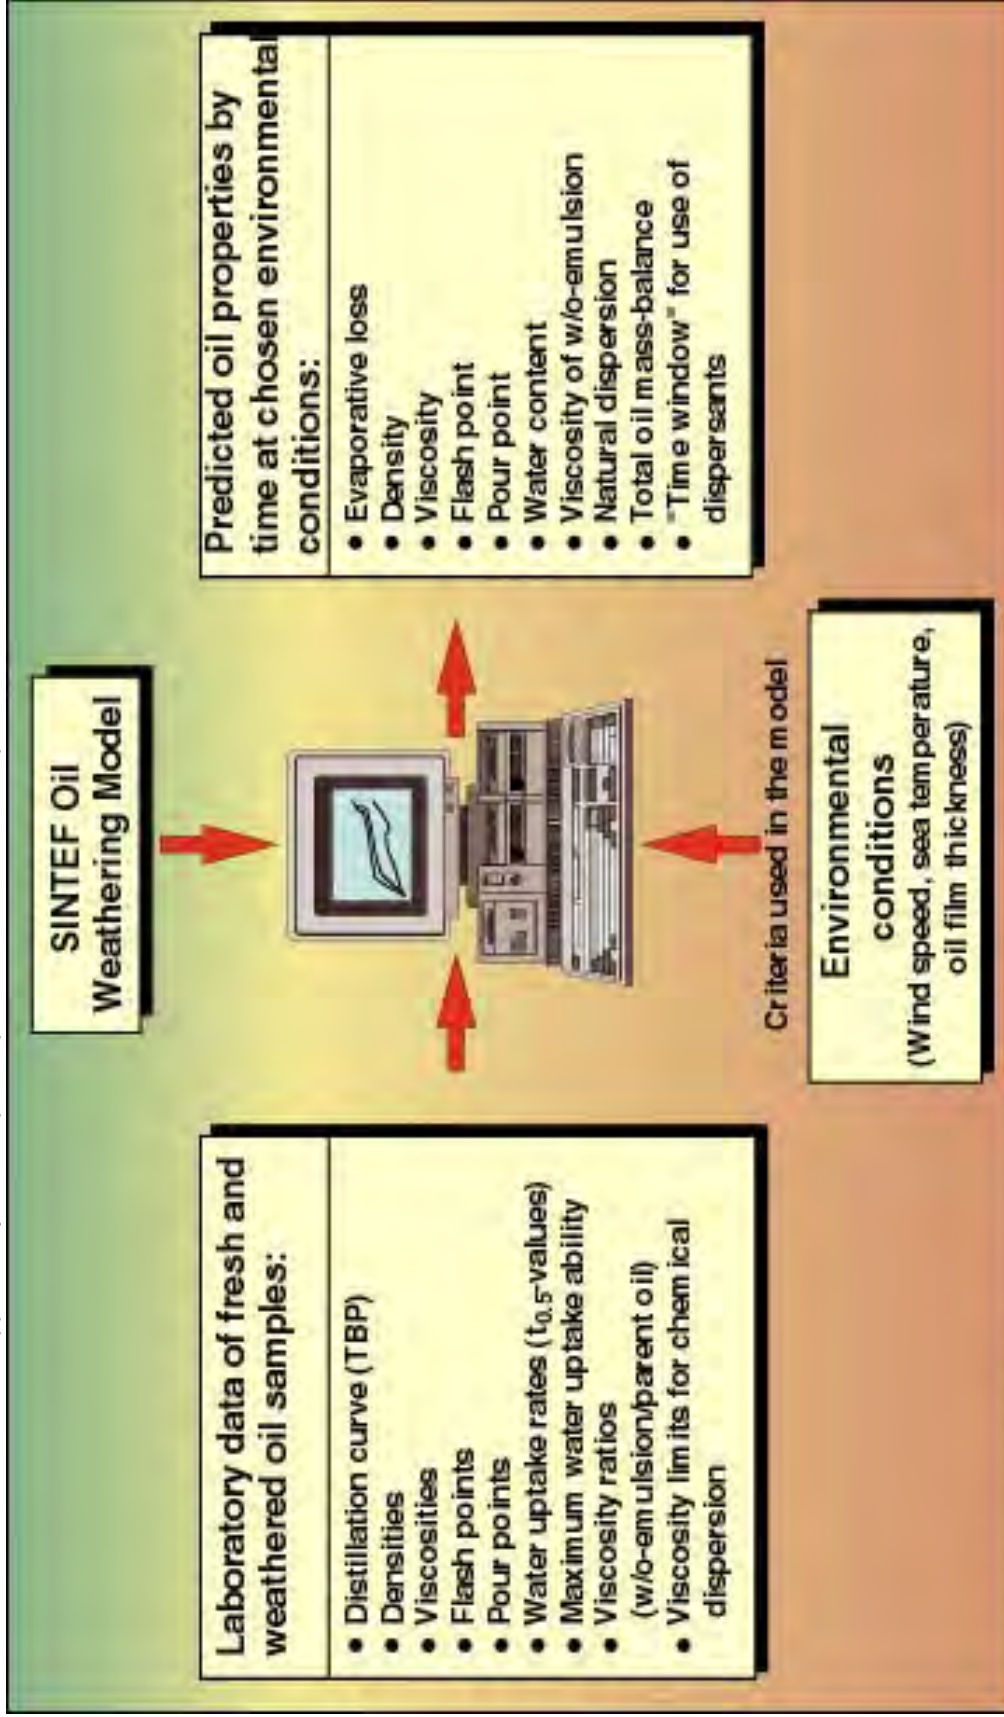 SINTEF Oil
Weathering Model
Laboratory data of fresh and
weathered oil samples:
• Distillation curve (TBP)
• Densities
• Viscosities
• Flash points
• Pour points
• Water uptake rates (t0.5-values)
• Maximum water uptake ability
• Viscosity ratios
(w/o-emulsion/parent oil)
• Viscosity limits for chemical
dispersion
Predicted oil properties by
time at chosen environmental
conditions:
• Evaporative loss
• Density
• Viscosity
• Flash point
• Pour point
• Water content
• Viscosity of w/o-emulsion
• Natural dispersion
• Total oil mass-balance
• "Time window" for use of
dispersants
Criteria used in the model
Environmental
conditions
(Wind speed, sea temperature,
oil film thickness)